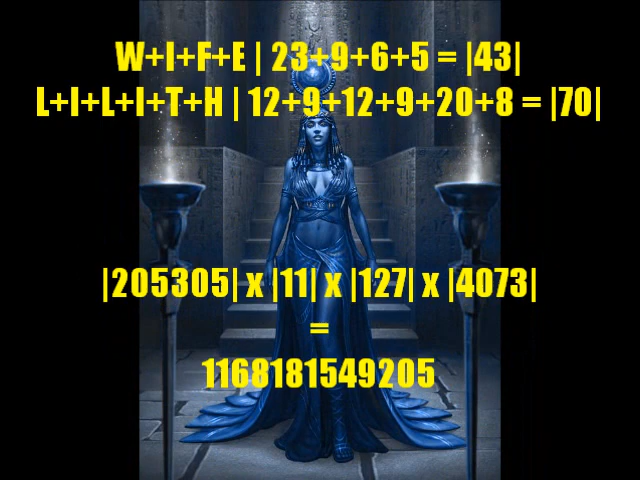 W+I+F+E | 23+9+6+5 = |43|
L+I+L+I+T+H | 12+9+12+9+20+8 = |70|
|205305| x |11| x |127| x |4073|
=
1168181549205